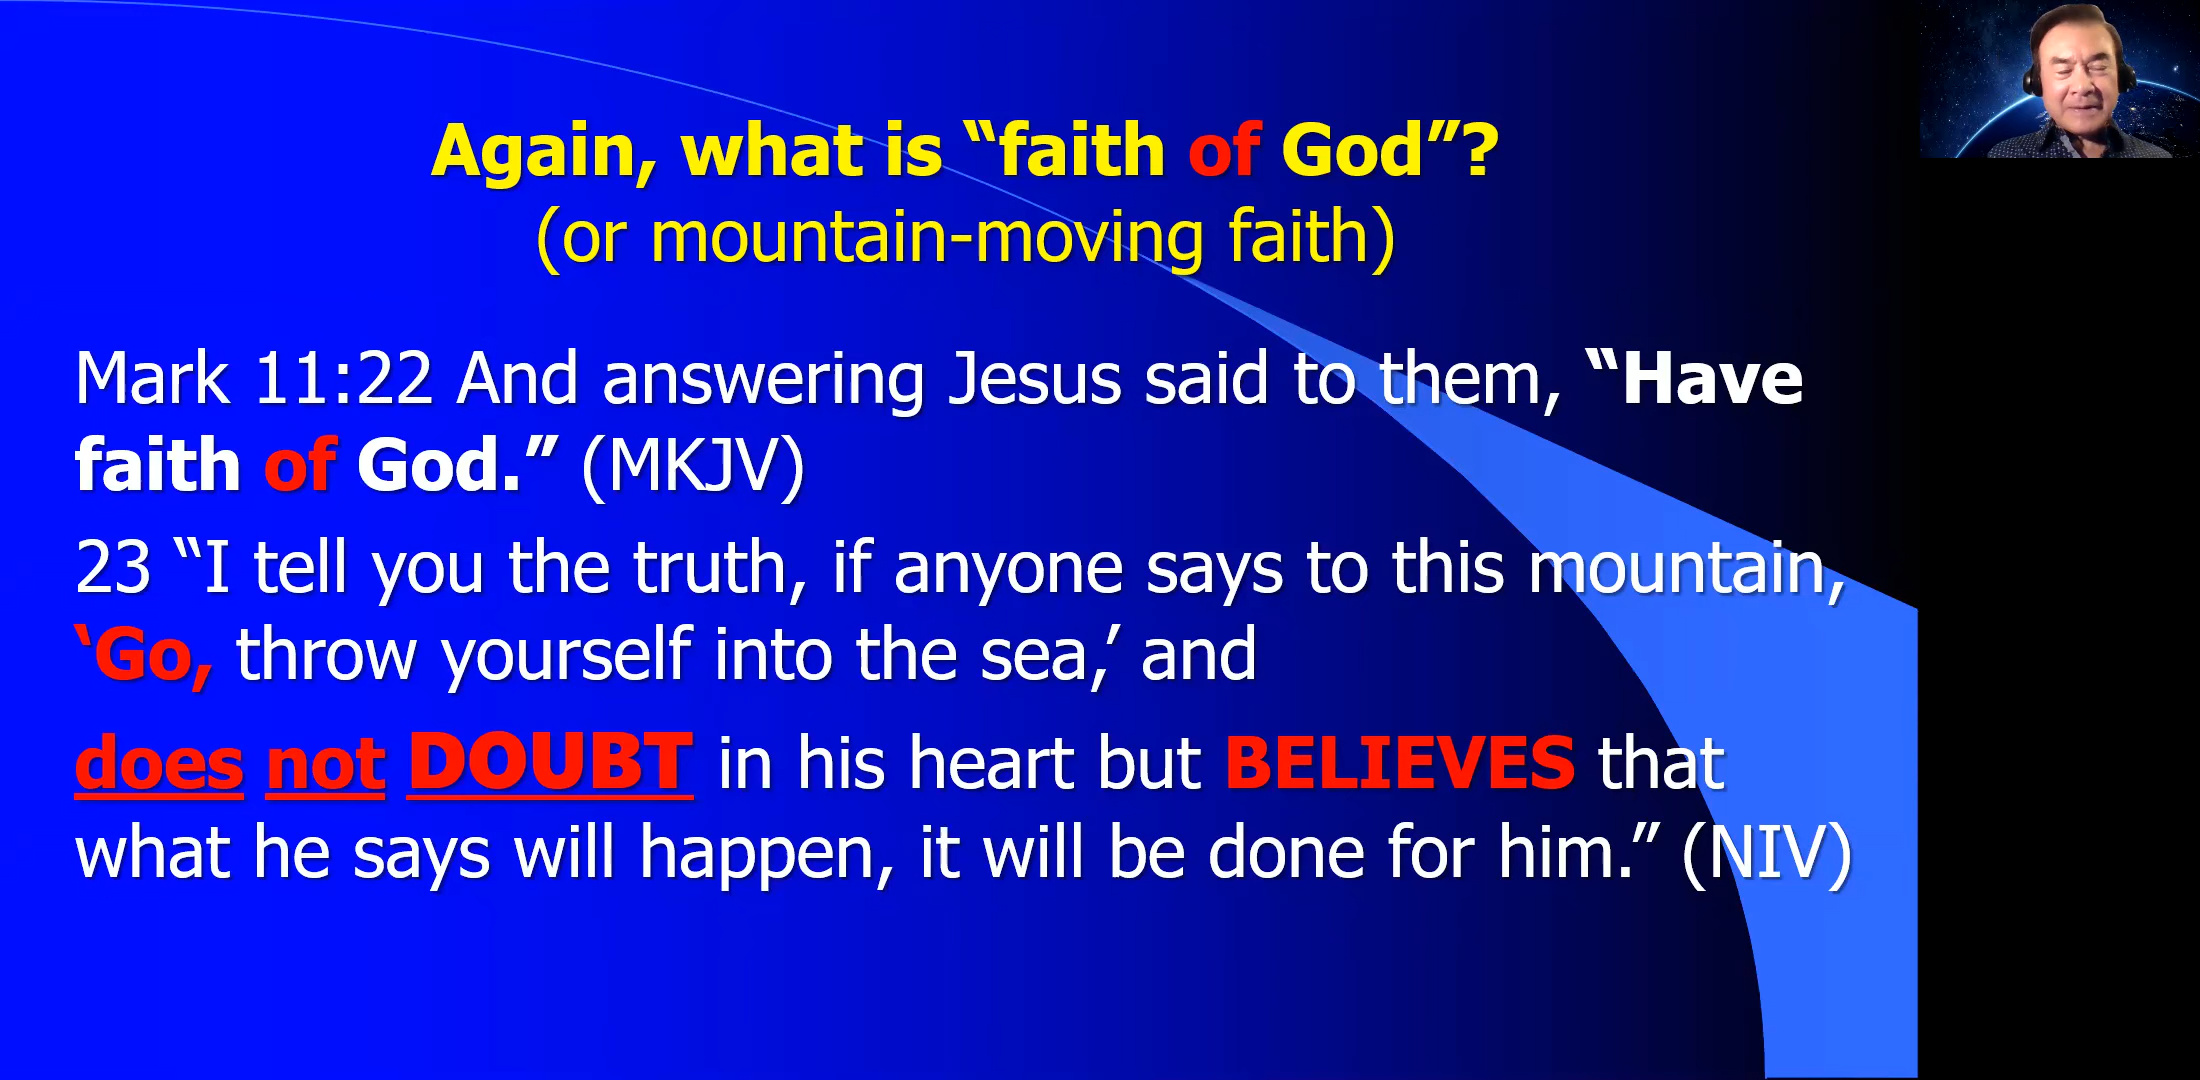 Again, what is “faith of God”?
(or mountain-moving faith)
Mark 11:22 And answering Jesus said to them, “Have
faith of God.” (MKJV)
23 “I tell you the truth, if anyone says to this mountain,
‘Go, throw yourself into the sea,’ and
does not DOUBT in his heart but BELIEVES that
what he says will happen, it will be done for him.” (NIV)